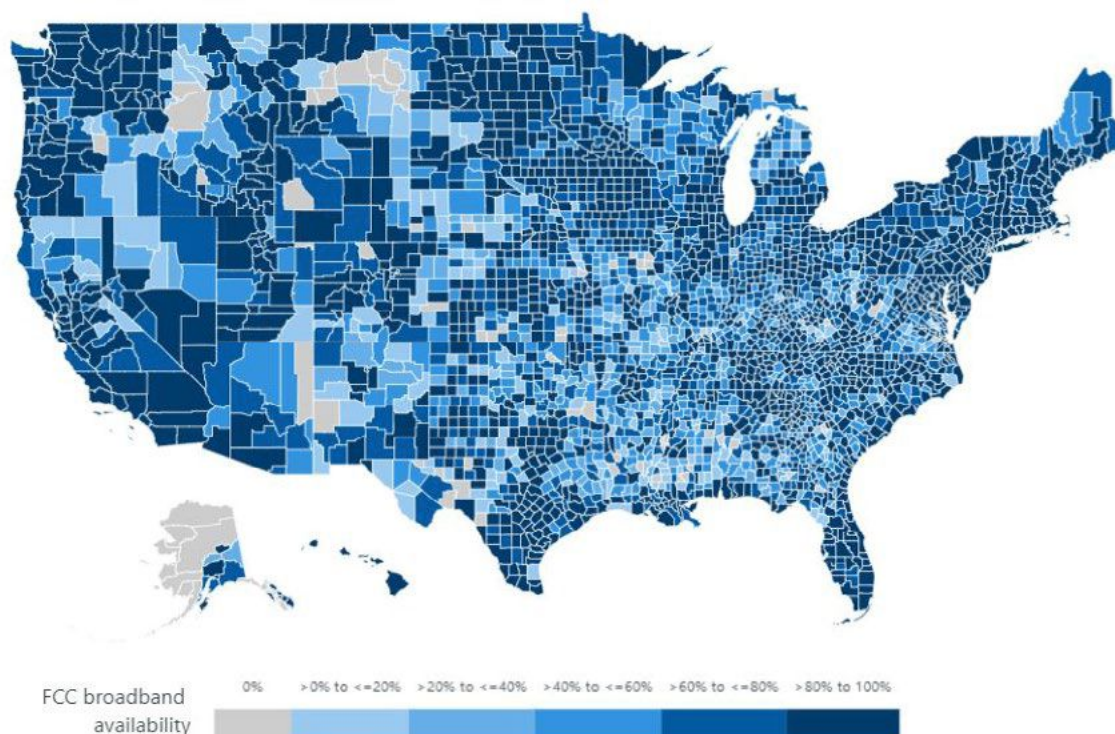 0% >0% to <=20% >20% to <=40% >40% to <=60% >60% to <=80% >80% to 100%
FCC broadband
availability